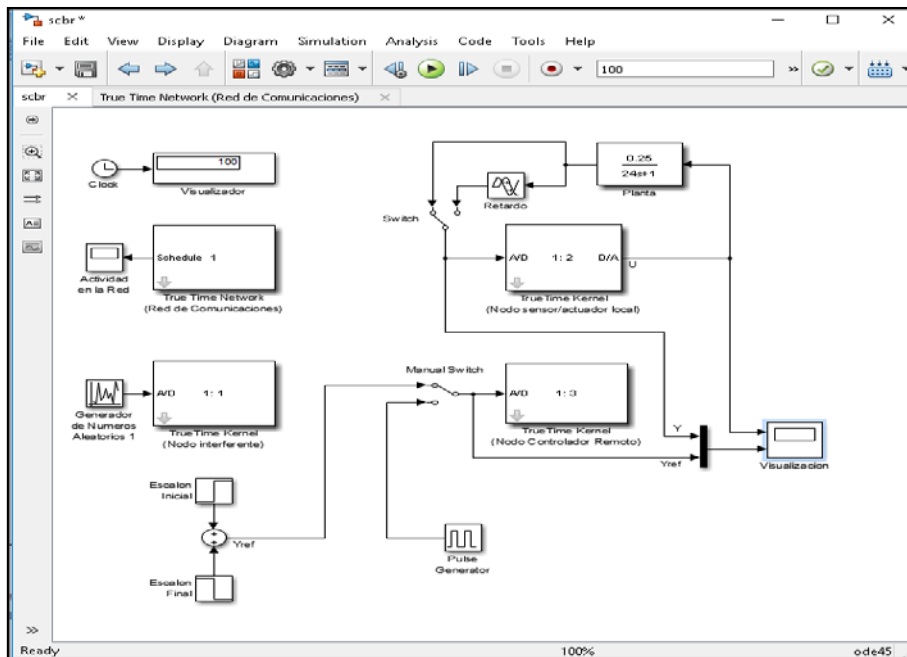 scbr *
File Edit View Display Diagram Simulation Analysis Code Tools Help
100
scbr
True Time Network (Red de Comunicaciones)
Clook
100
Visualizador
0.25
24s+1
Planta
Retardo
Switch
Schedule 1
Actividad
en la Red
True Time Network
(Red de Comunicaciones)
A/D 1: 2 D/A
U
TrueTime Kernel
(Nodo sensor/actuador local)
Manual Switch
A/D 1: 1
Generador
de Numeros
Aleatorios 1
TrueTime Kernel
(Nodo interferente)
A/D 1: 3
TrueTime Kernel
(Nodo Controlador Remoto)
Y
Yref
Visualizacion
Escalon
Inicial
+
+
Yref
Escalon
Final
Pulse
Generator
Ready
100%
ode45